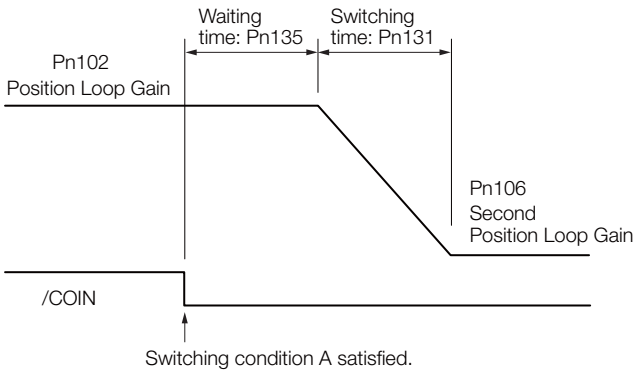 Waiting
time: Pn135
Switching
time: Pn131
Pn102
Position Loop Gain
Pn106
Second
Position Loop Gain
/COIN
Switching condition A satisfied.